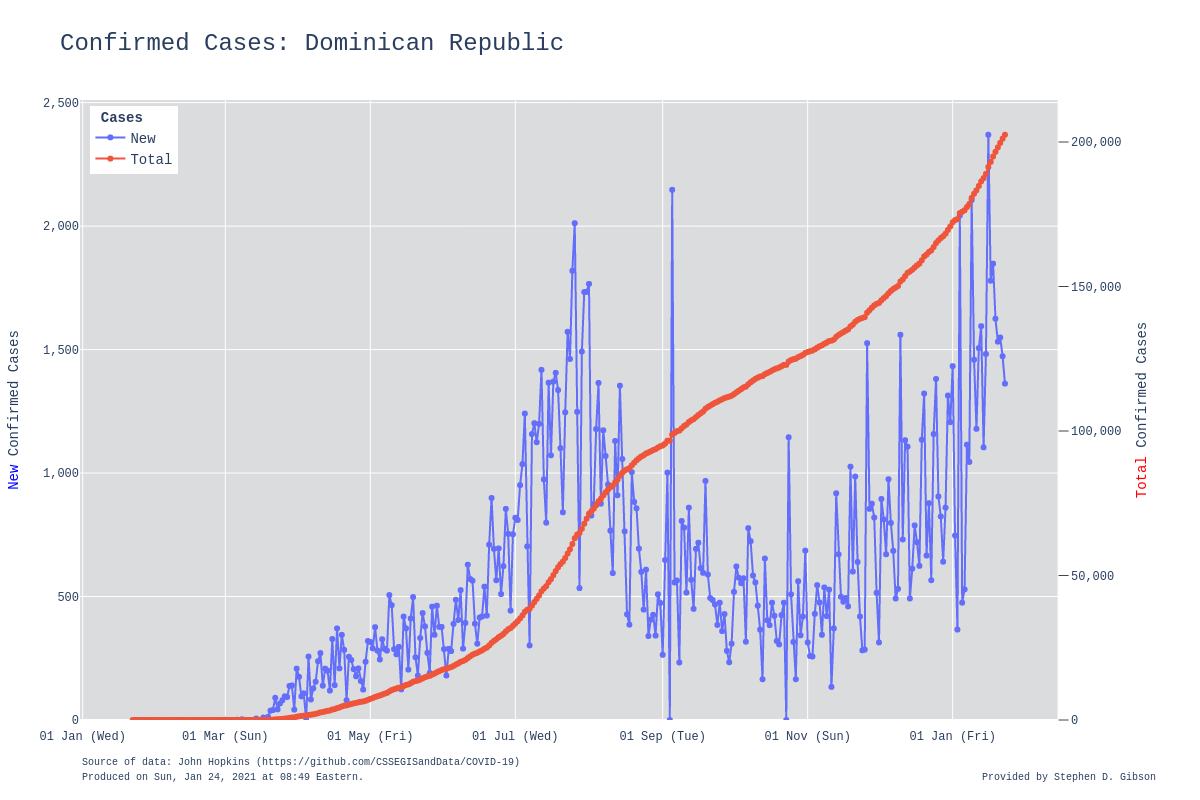 Confirmed Cases: Dominican Republic
Cases
New
Total
2,500
2,000
1,500
1,000
500
0
New Confirmed Cases
200,000
150,000
100,000
50,000
0
Total Confirmed Cases
01 Jan (Wed) 01 Mar (Sun) 01 May (Fri) 01 Jul (Wed) 01 Sep (Tue) 01 Nov (Sun) 01 Jan (Fri)
Source of data: John Hopkins (https://github.com/CSSEGISandData/COVID-19)
Produced on Sun, Jan 24, 2021 at 08:49 Eastern.
Provided by Stephen D. Gibson